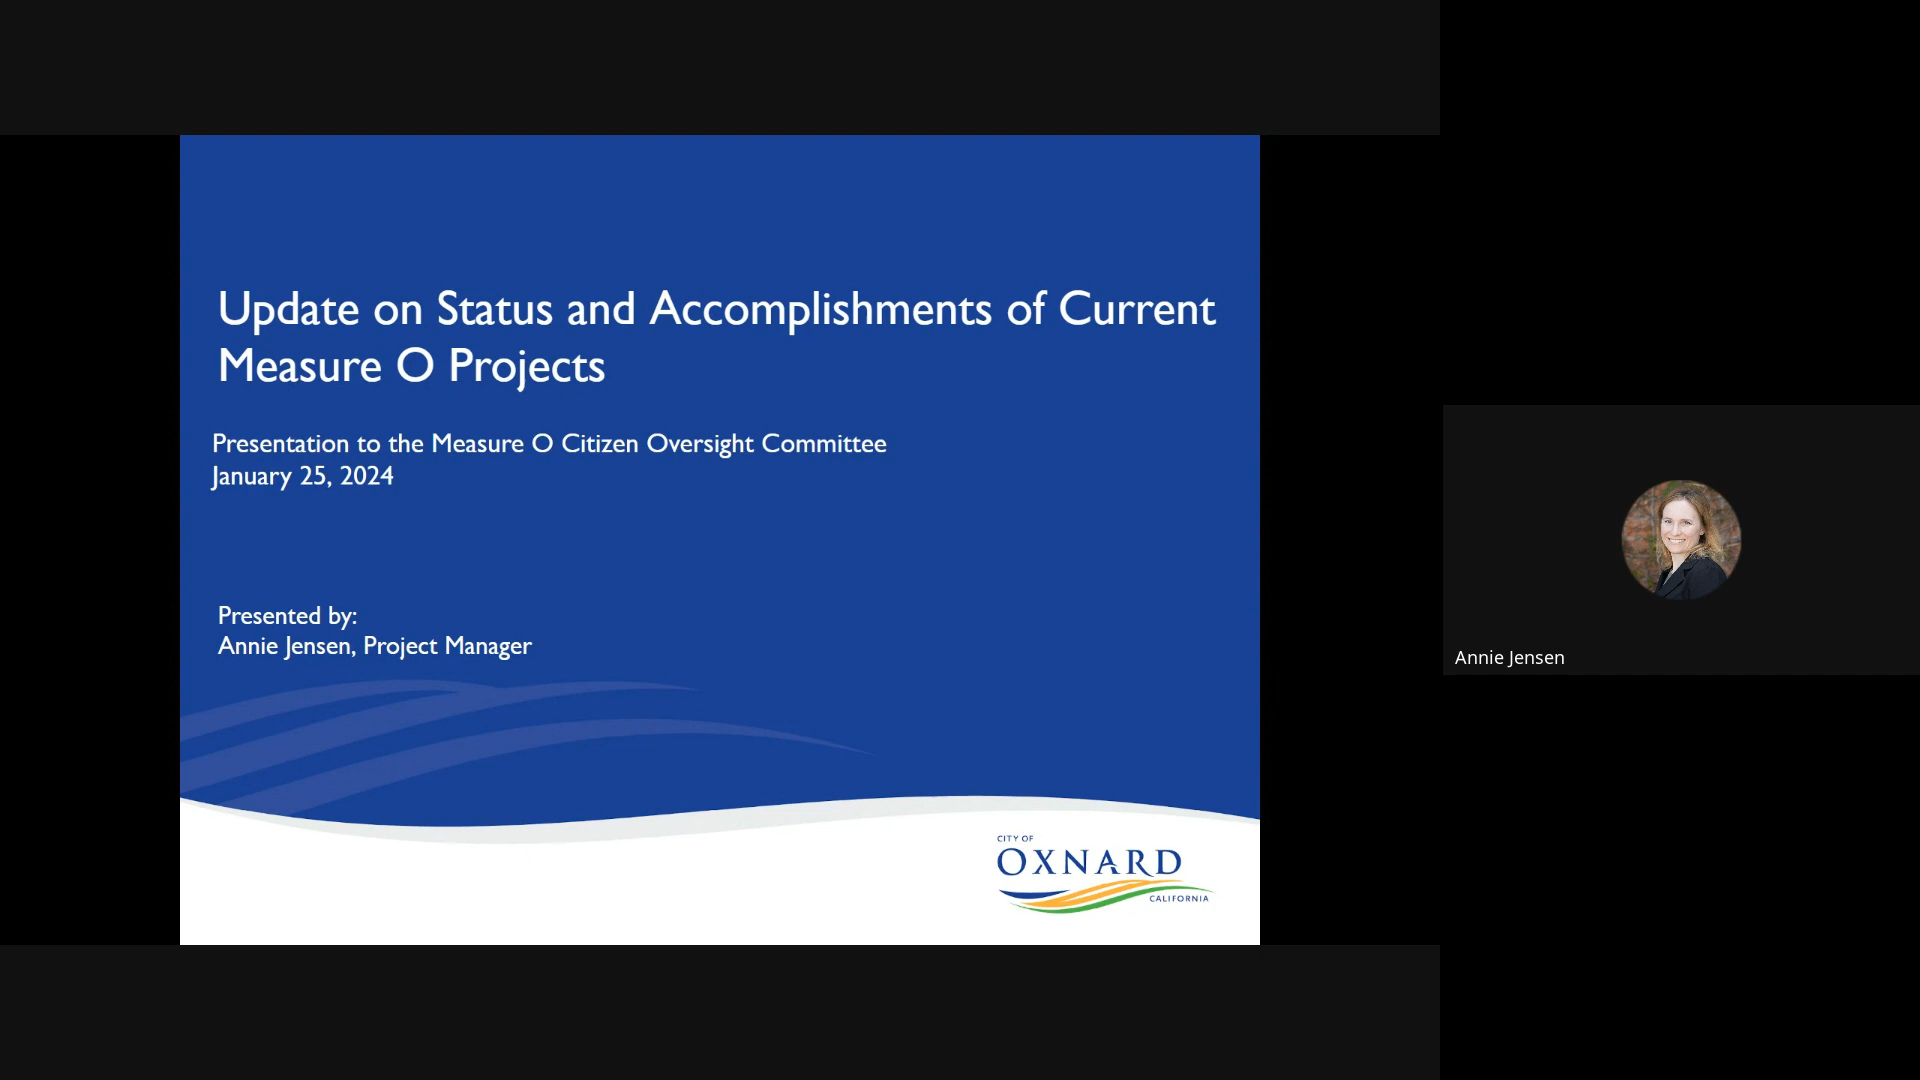 Update on Status and Accomplishments of Current
Measure O Projects
Presentation to the Measure O Citizen Oversight Committee
January 25, 2024
Presented by:
Annie Jensen, Project Manager
CITY OF
OXNARD
CALIFORNIA
Annie Jensen